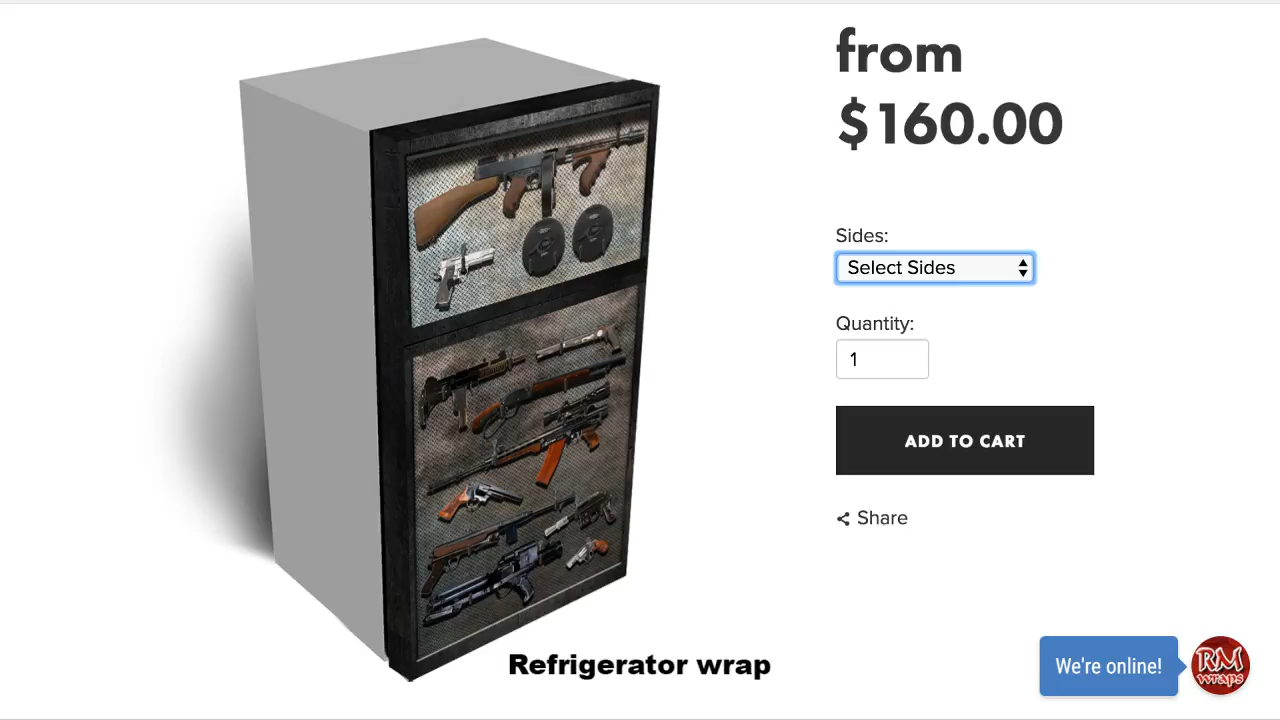 from
$160.00
Sides:
Select Sides
Quantity:
1
ADD TO CART
Share
Refrigerator wrap
We're online!
RM
wraps